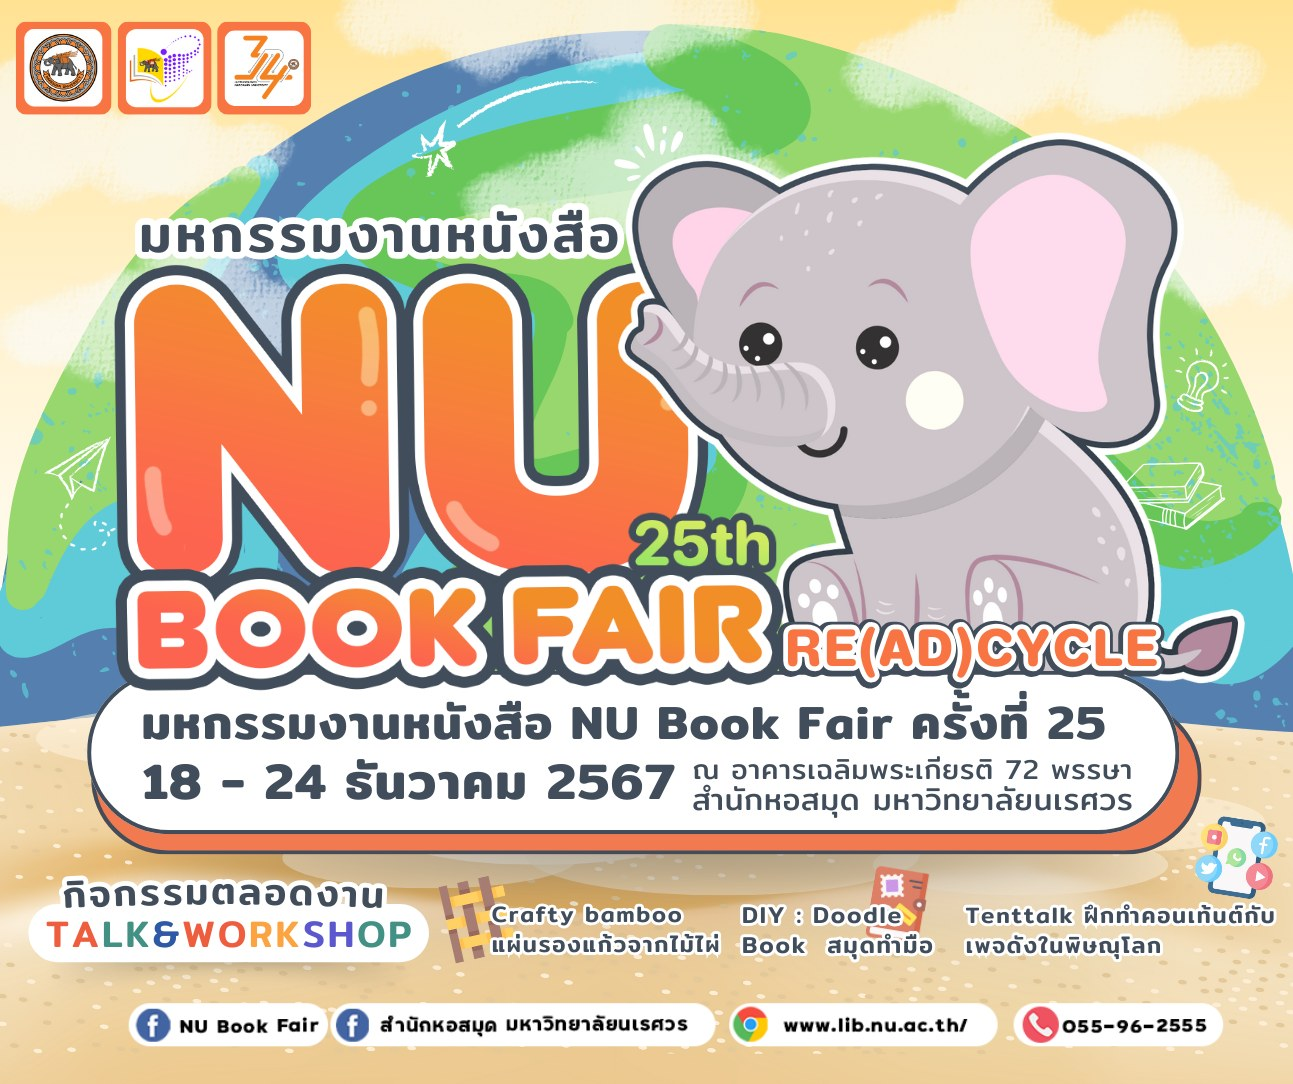 มหกรรมงานหนังสือ
NU
25th
BOOK FAIR
RE(AD)CYCLE
มหกรรมงานหนังสือ NU Book Fair ครั้งที่ 25
18 - 24 ธันวาคม 2567
ณ อาคารเฉลิมพระเกียรติ 72 พรรษา
สำนักหอสมุด มหาวิทยาลัยนเรศวร
กิจกรรมตลอดงาน
TALK&WORKSHOP
Crafty bamboo
แผ่นรองแก้วจากไม้ไผ่
DIY : Doodle
Book สมุดทำมือ
Tenttalk ฝึกทำคอนเท้นต์กับ
เพจดังในพิษณุโลก
NU Book Fair
สำนักหอสมุด มหาวิทยาลัยนเรศวร
www.lib.nu.ac.th/
055-96-2555